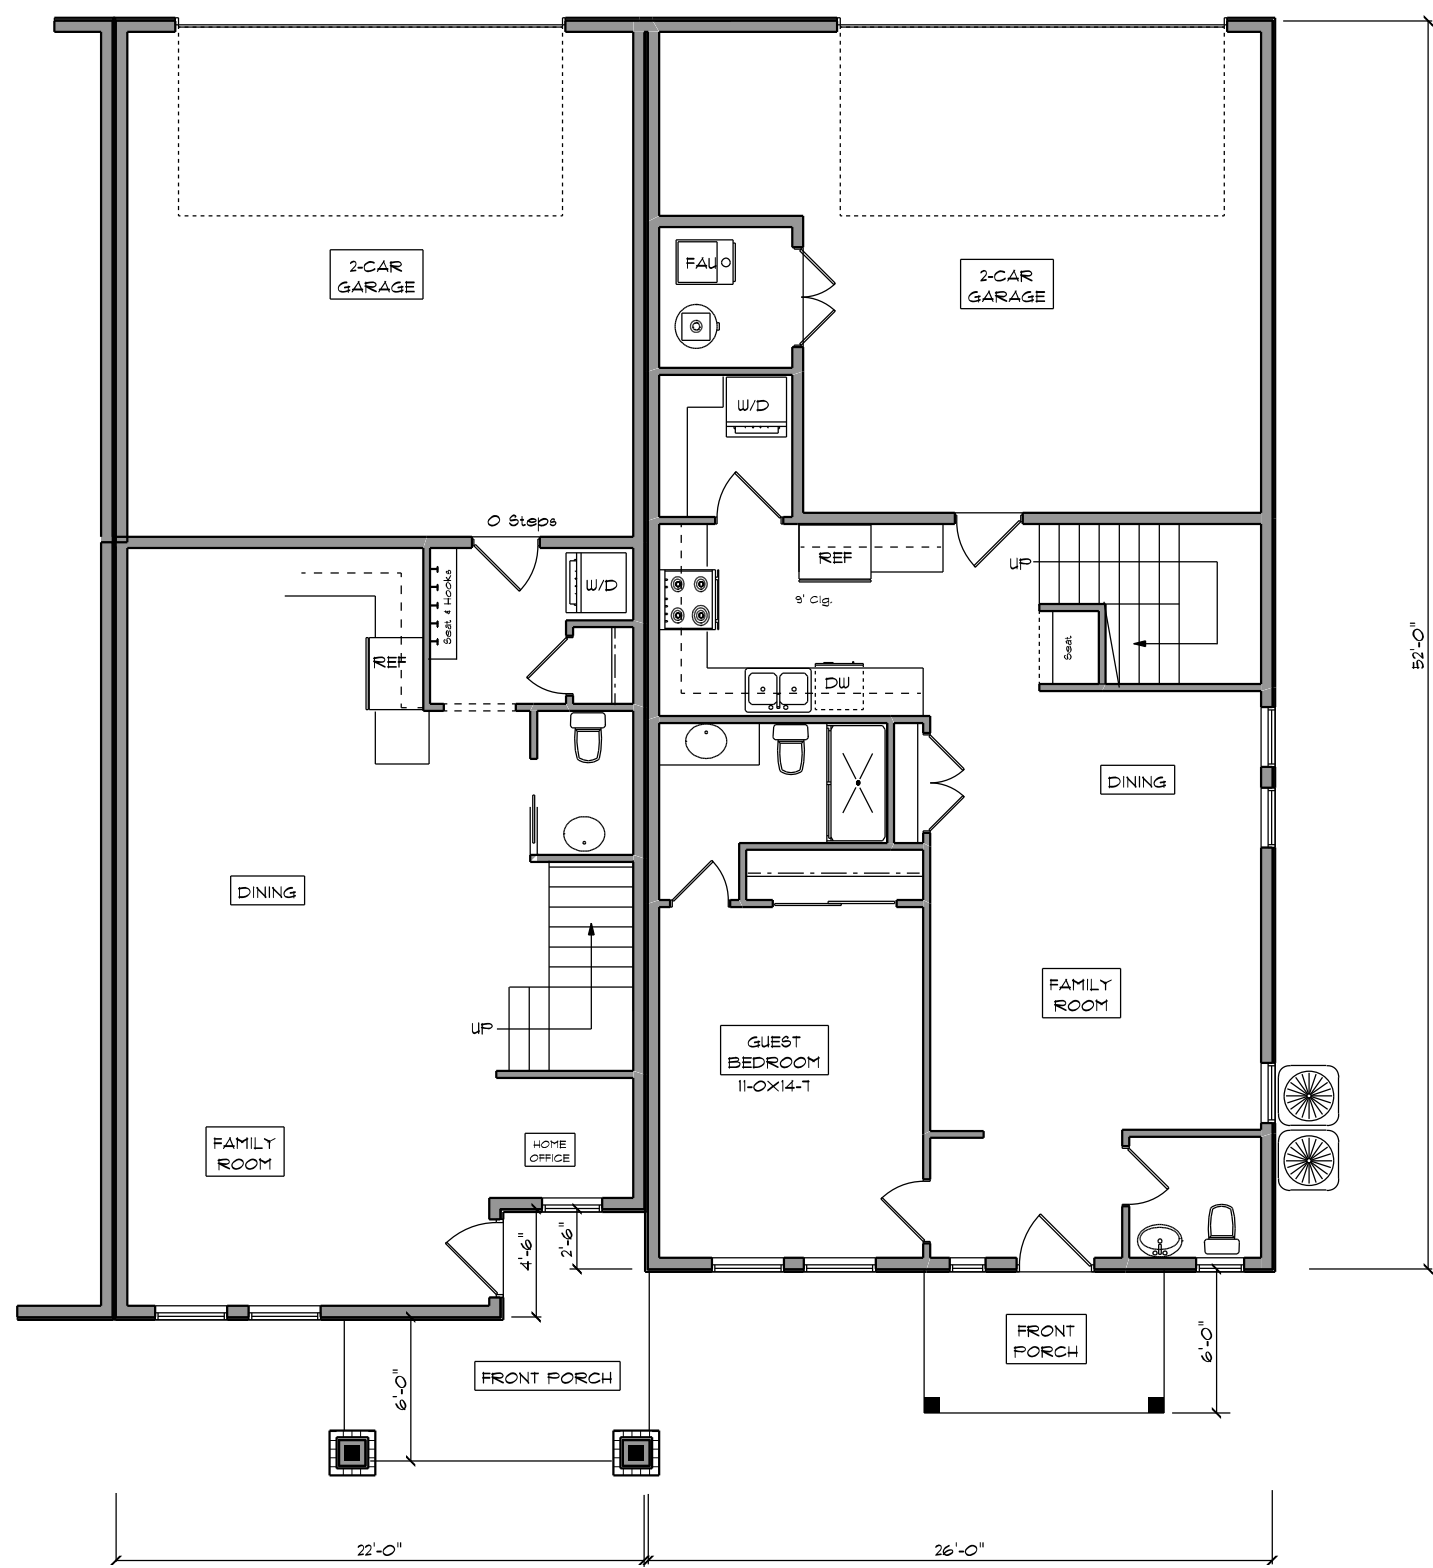 2-CAR
GARAGE
FAU
2-CAR
GARAGE
W/D
O Steps
Seat & Hooks
W/D
REF
UP
8' Clg.
REF
Seat
DW
52'-0"
DINING
DINING
FAMILY
ROOM
UP
GUEST
BEDROOM
11-0X14-7
FAMILY
ROOM
HOME
OFFICE
4'-6"
2'-6"
FRONT
PORCH
6'-0"
FRONT PORCH
6'-0"
22'-0"
26'-0"